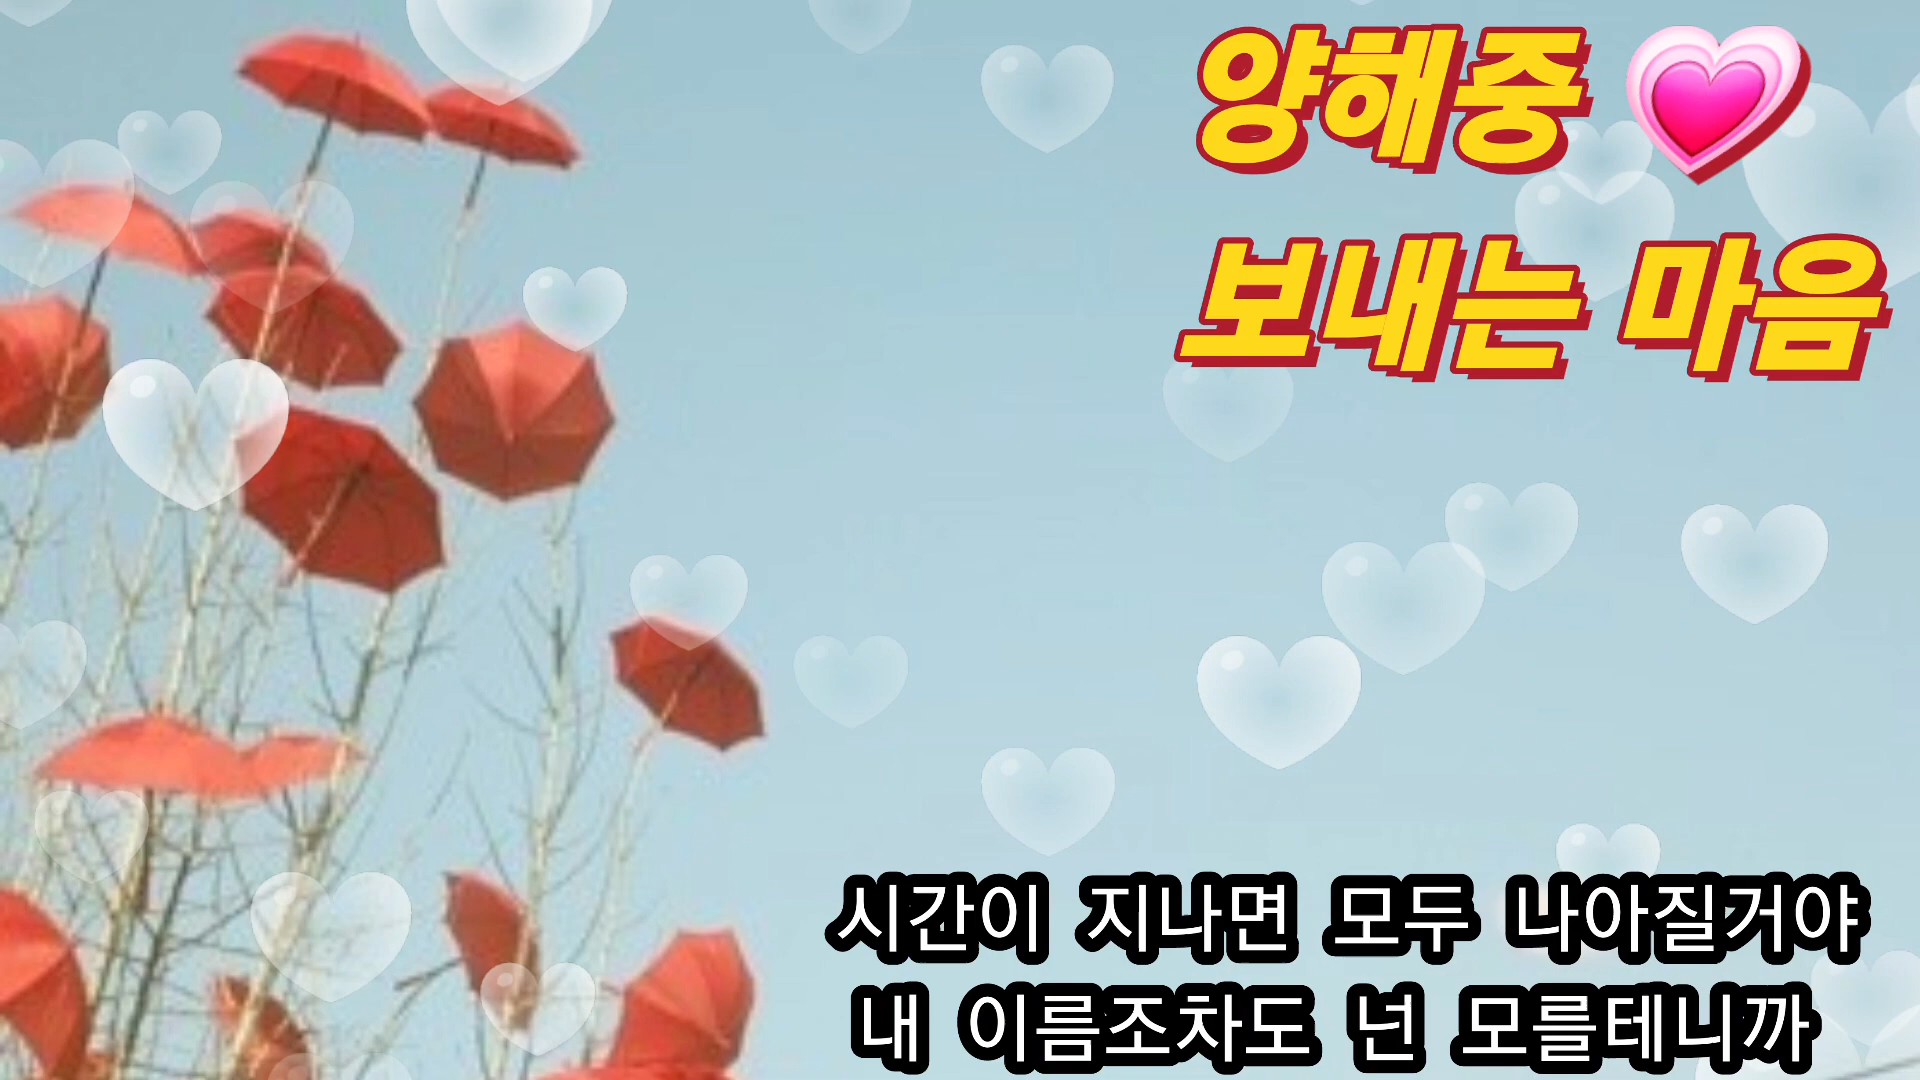 양해중 💗
보내는 마음
시간이 지나면 모두 나아질거야
내 이름조차도 넌 모를테니까